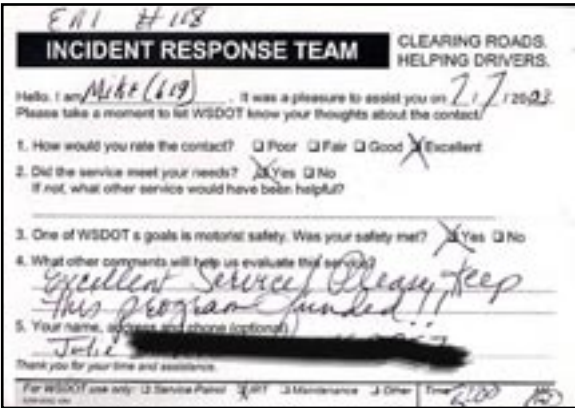 EAI #118
INCIDENT RESPONSE TEAM
CLEARING ROADS.
HELPING DRIVERS.
Hello. I am Mike (619). It was a pleasure to assist you on 7/7/2003
Please take a moment to let WSDOT know your thoughts about the contact.
1. How would you rate the contact? Poor Fair Good Excellent
2. Did the service meet your needs? Yes No
If not, what other service would have been helpful?
3. One of WSDOT s goals is motorist safety. Was your safety met? Yes No
4. What other comments will help us evaluate this service?
Excellent Service! Please keep
this program funded!!
5. Your name, address and phone (optional)
Julie
Thank you for your time and assistance.
For WSDOT use only: Service Patrol IRT Maintenance Other Time